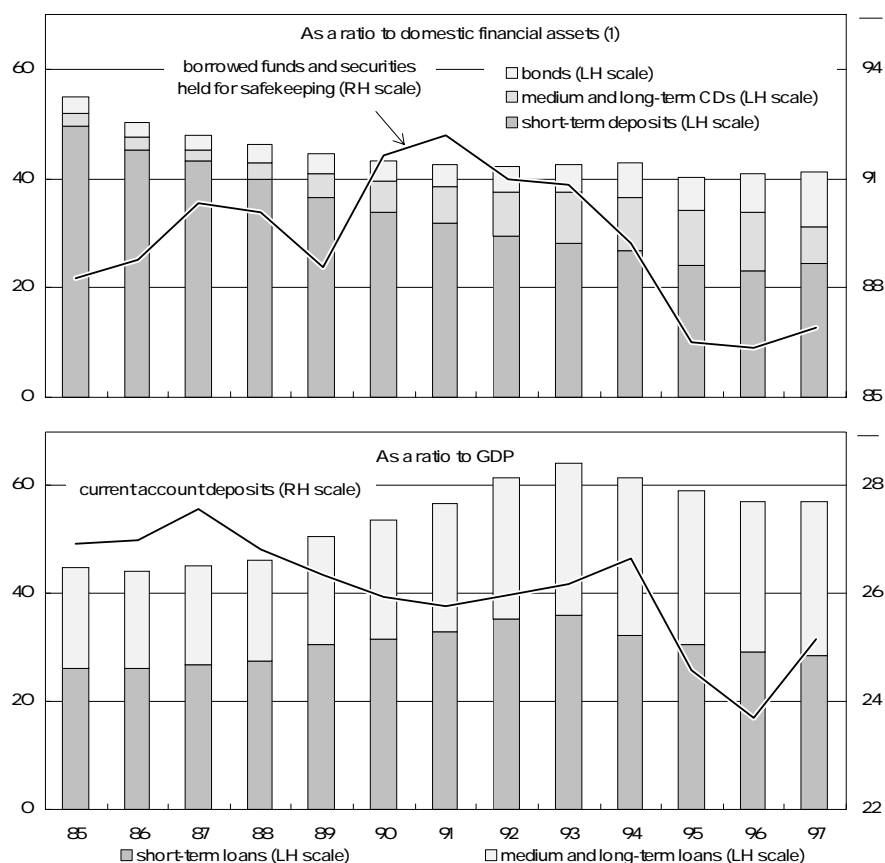 As a ratio to domestic financial assets (1)
borrowed funds and securities
held for safekeeping (RH scale)
bonds (LH scale)
medium and long-term CDs (LH scale)
short-term deposits (LH scale)
60
40
20
0
94
91
88
85
As a ratio to GDP
current account deposits (RH scale)
60
40
20
0
28
26
24
22
85 86 87 88 89 90 91 92 93 94 95 96 97
short-term loans (LH scale) medium and long-term loans (LH scale)